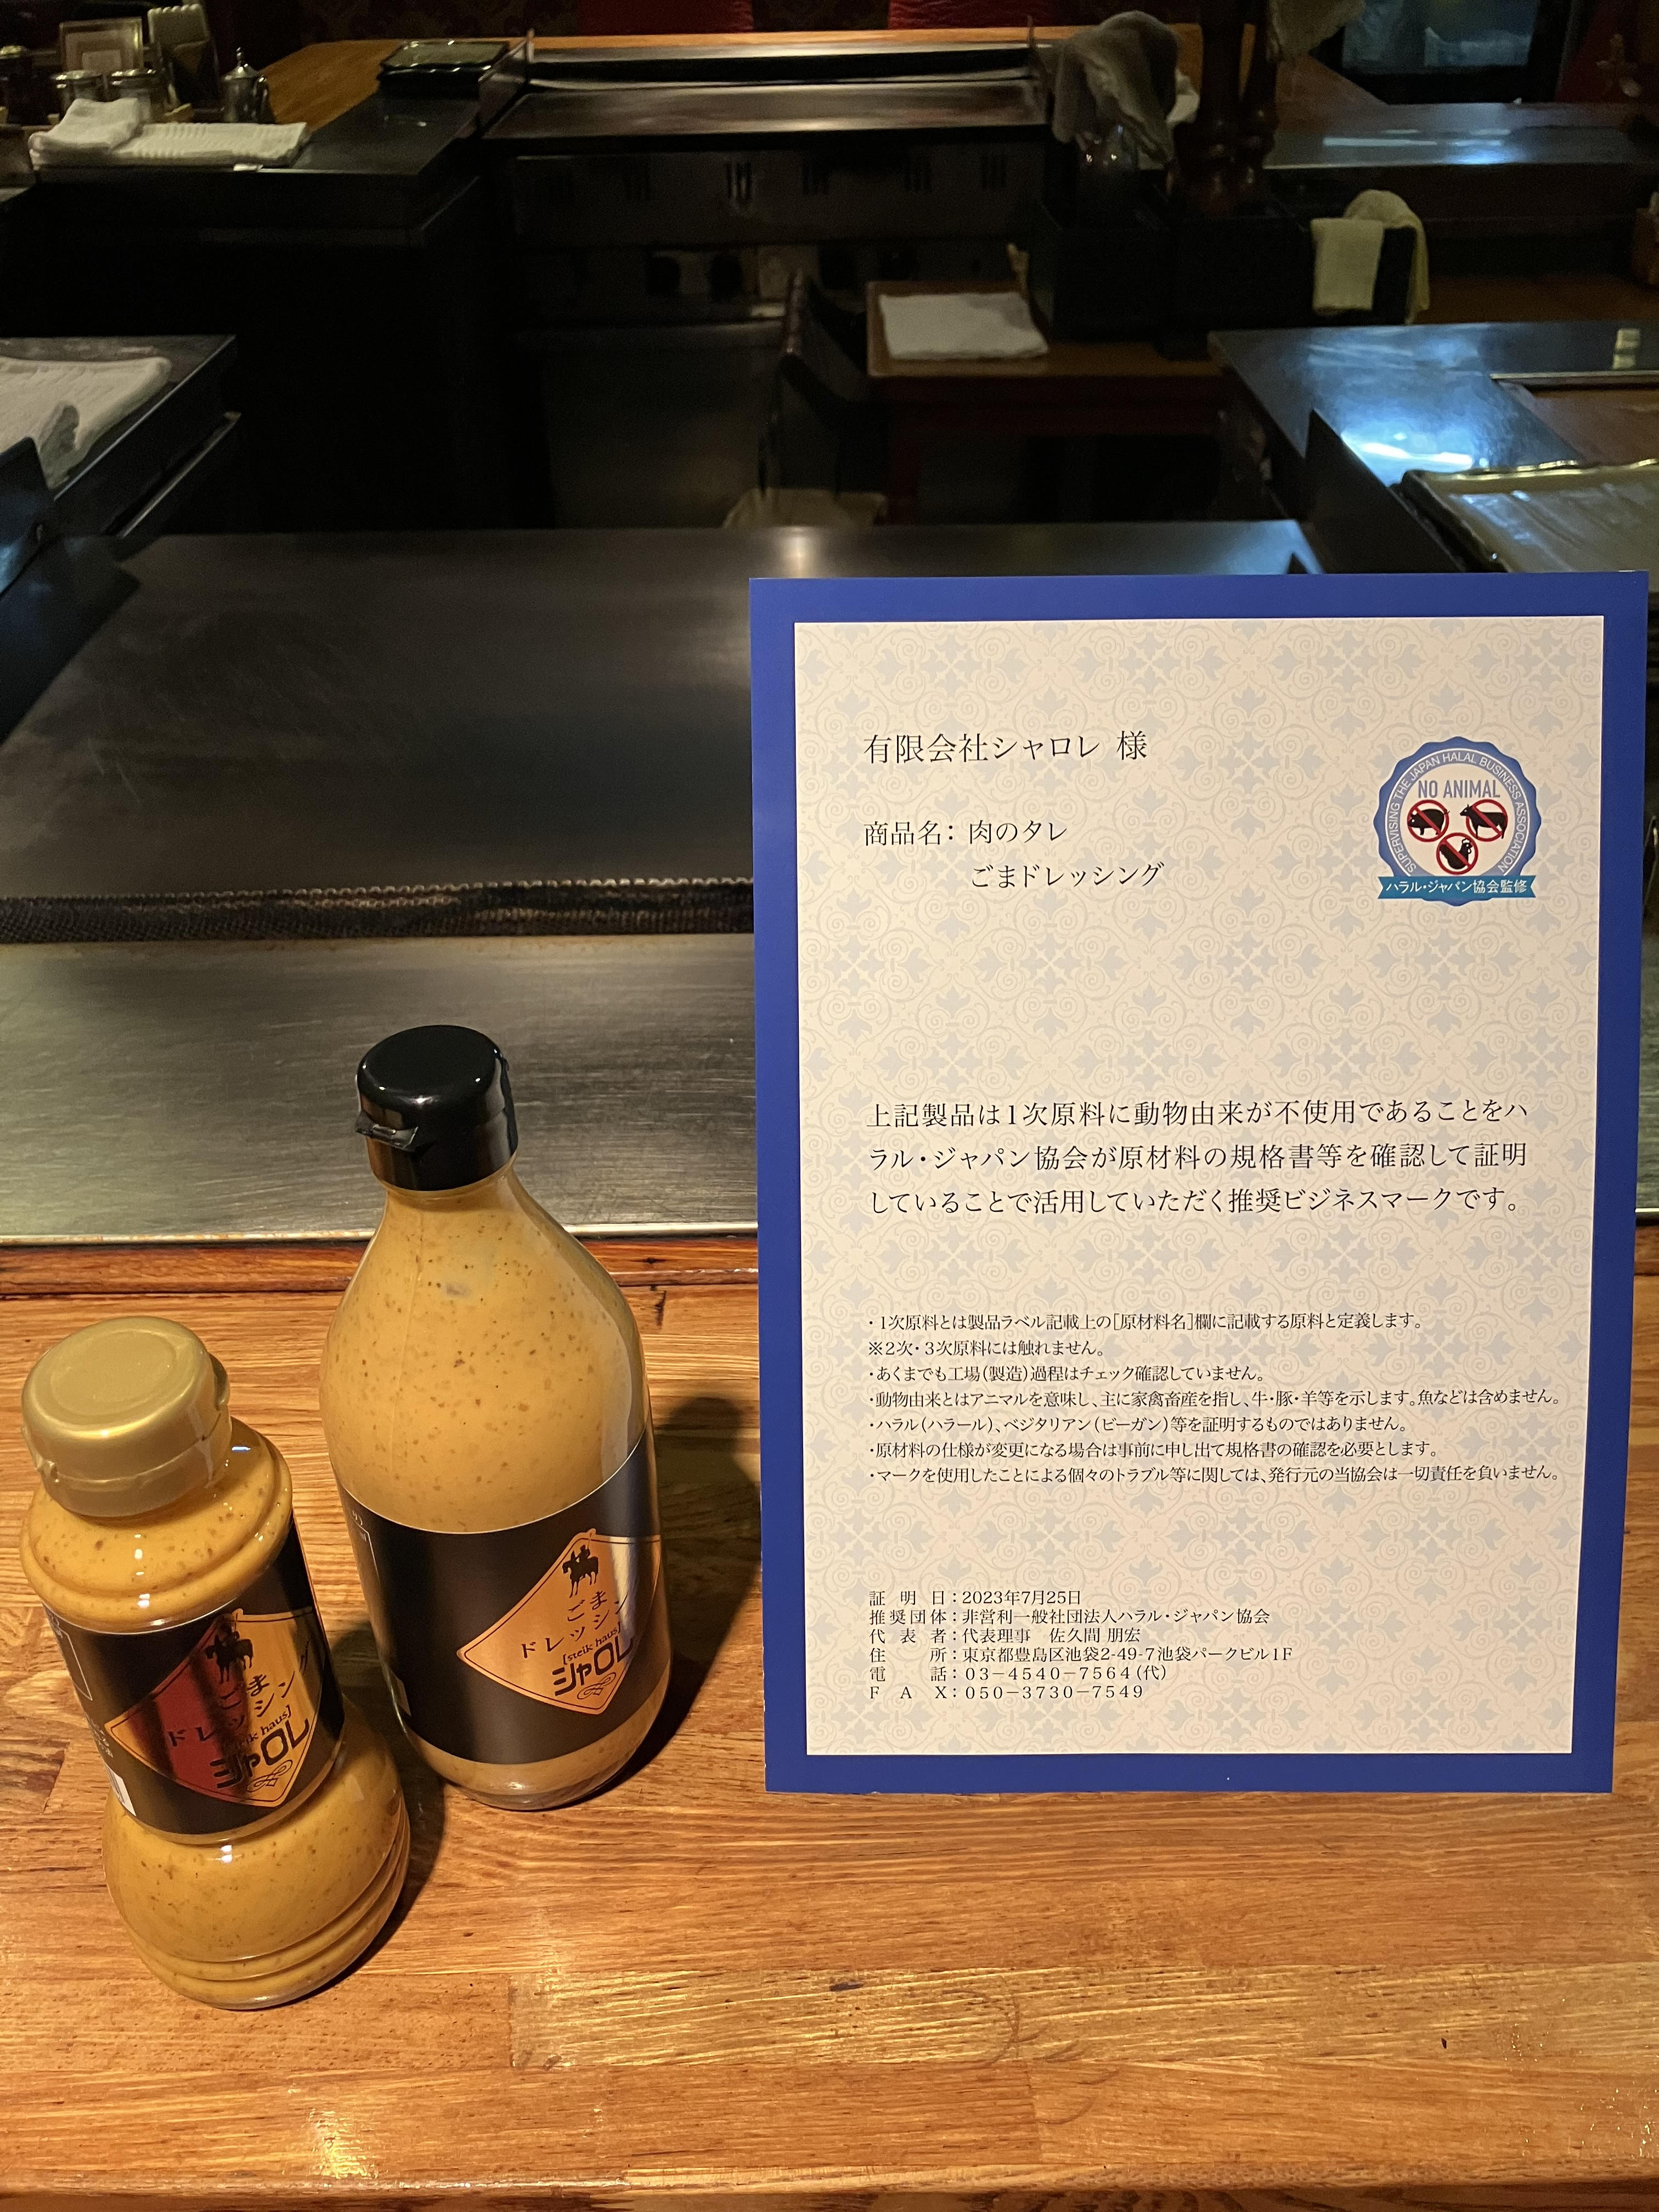 有限会社シャロレ 様
商品名：肉のタレ
ごまドレッシング
SUPERVISING THE JAPAN HALAL BUSINESS ASSOCIATION
NO ANIMAL
ハラル・ジャパン協会監修
上記製品は1次原料に動物由来が不使用であることをハ
ラル・ジャパン協会が原材料の規格書等を確認して証明
していることで活用していただく推奨ビジネスマークです。
・1次原料とは製品ラベル記載上の[原材料名]欄に記載する原料と定義します。
※2次・3次原料には触れません。
・あくまでも工場(製造)過程はチェック確認していません。
・動物由来とはアニマルを意味し、主に家禽畜産を指し、牛・豚・羊等を示します。魚などは含めません。
・ハラル(ハラール)、ベジタリアン(ビーガン)等を証明するものではありません。
・原材料の仕様が変更になる場合は事前に申し出て規格書の確認を必要とします。
・マークを使用したことによる個々のトラブル等に関しては、発行元の当協会は一切責任を負いません。
証明日：2023年7月25日
推奨団体：非営利一般社団法人ハラル・ジャパン協会
代表者：代表理事 佐久間 朋宏
住所：東京都豊島区池袋2-49-7池袋パークビル1F
電話：03－4540－7564(代)
FAX：050－3730－7549
ごま
ドレッシン
[steik haus]
シャロレ
ごま
ドレッシング
[steik haus]
シャロレ